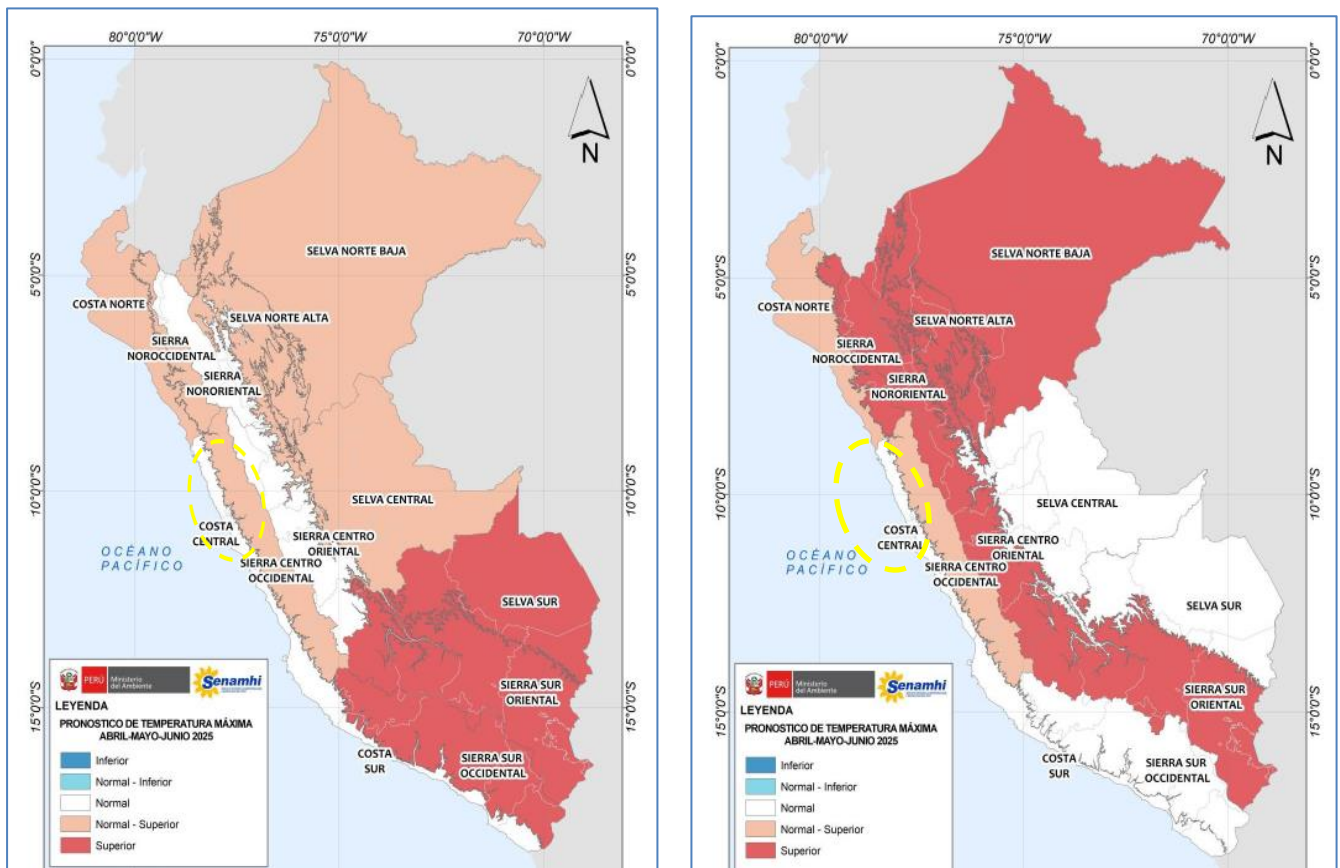 80°0'0"W 75°0'0"W 70°0'0"W
0°0'0" 0°0'0"
N
SELVA NORTE BAJA
5°0'0"S 5°0'0"S
COSTA NORTE
SELVA NORTE ALTA
SIERRA
NOROCCIDENTAL
SIERRA
NORORIENTAL
10°0'0"S 10°0'0"S
SELVA CENTRAL
COSTA
CENTRAL
SIERRA CENTRO
ORIENTAL
OCÉANO
PACÍFICO
SIERRA CENTRO
OCCIDENTAL
SELVA SUR
SIERRA SUR
ORIENTAL
15°0'0"S 15°0'0"S
COSTA
SUR
SIERRA SUR
OCCIDENTAL
PERÚ Ministerio
del Ambiente
Senamhi
LEYENDA
PRONOSTICO DE TEMPERATURA MÁXIMA
ABRIL-MAYO-JUNIO 2025
Inferior
Normal - Inferior
Normal
Normal - Superior
Superior
80°0'0"W 75°0'0"W 70°0'0"W
0°0'0" 0°0'0"
N
SELVA NORTE BAJA
5°0'0"S 5°0'0"S
COSTA NORTE
SELVA NORTE ALTA
SIERRA
NOROCCIDENTAL
SIERRA
NORORIENTAL
10°0'0"S 10°0'0"S
SELVA CENTRAL
COSTA
CENTRAL
SIERRA CENTRO
ORIENTAL
OCÉANO
PACÍFICO
SIERRA CENTRO
OCCIDENTAL
SELVA SUR
SIERRA SUR
ORIENTAL
15°0'0"S 15°0'0"S
COSTA
SUR
SIERRA SUR
OCCIDENTAL
PERÚ Ministerio
del Ambiente
Senamhi
LEYENDA
PRONOSTICO DE TEMPERATURA MÁXIMA
ABRIL-MAYO-JUNIO 2025
Inferior
Normal - Inferior
Normal
Normal - Superior
Superior